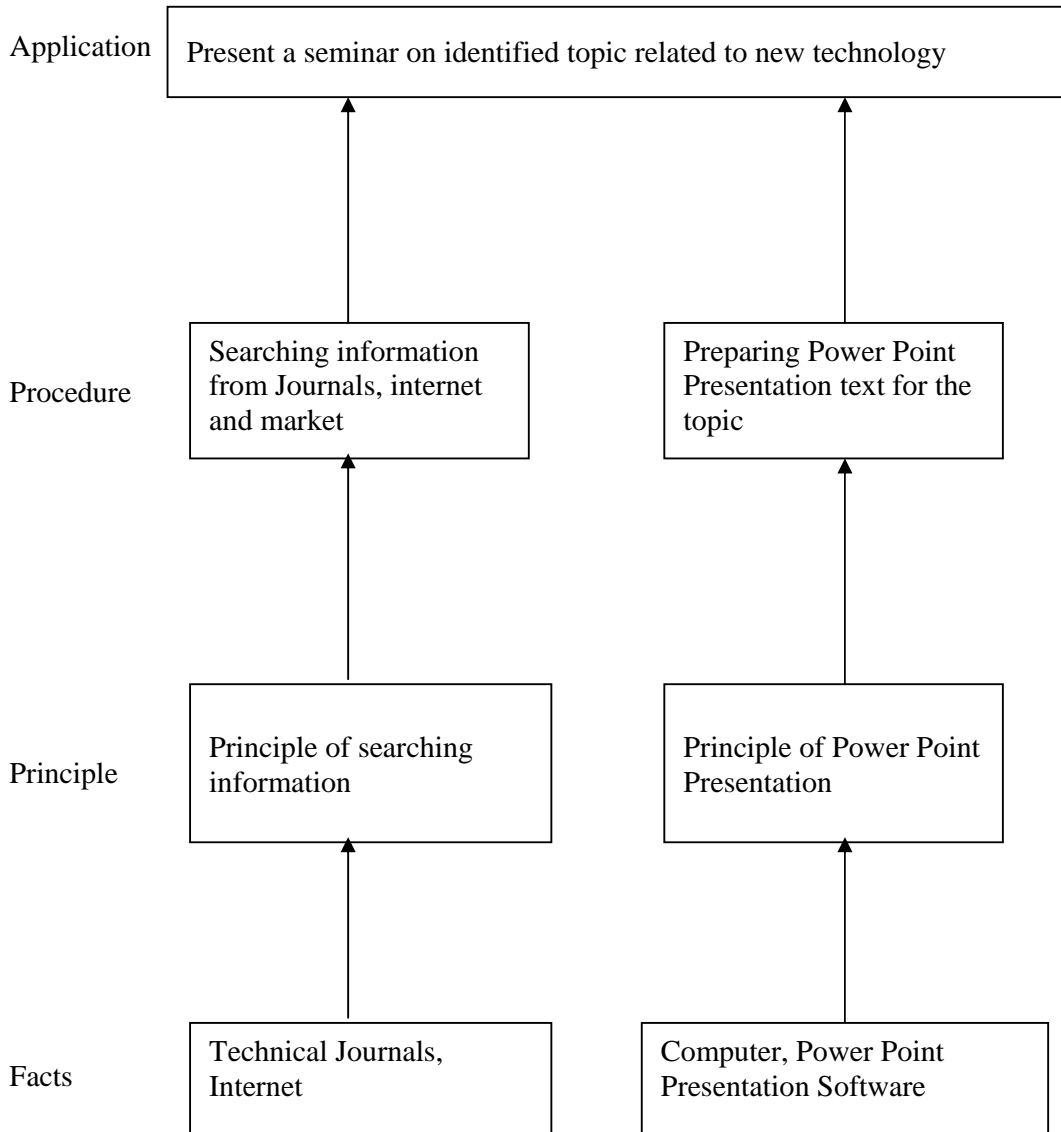 Application
Present a seminar on identified topic related to new technology
Procedure
Searching information
from Journals, internet
and market
Preparing Power Point
Presentation text for the
topic
Principle
Principle of searching
information
Principle of Power Point
Presentation
Facts
Technical Journals,
Internet
Computer, Power Point
Presentation Software